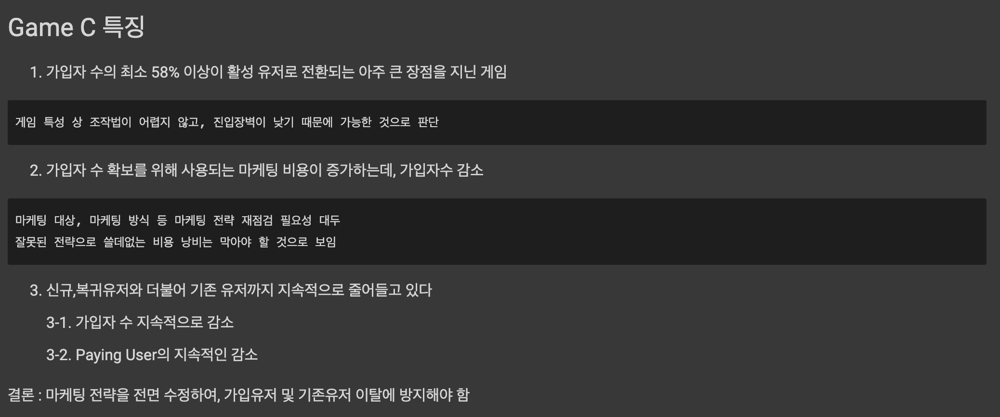 Game C 특징
1. 가입자 수의 최소 58% 이상이 활성 유저로 전환되는 아주 큰 장점을 지닌 게임
게임 특성 상 조작법이 어렵지 않고, 진입장벽이 낮기 때문에 가능한 것으로 판단
2. 가입자 수 확보를 위해 사용되는 마케팅 비용이 증가하는데, 가입자수 감소
마케팅 대상, 마케팅 방식 등 마케팅 전략 재점검 필요성 대두
잘못된 전략으로 쓸데없는 비용 낭비는 막아야 할 것으로 보임
3. 신규,복귀유저와 더불어 기존 유저까지 지속적으로 줄어들고 있다
3-1. 가입자 수 지속적으로 감소
3-2. Paying User의 지속적인 감소
결론 : 마케팅 전략을 전면 수정하여, 가입유저 및 기존유저 이탈에 방지해야 함